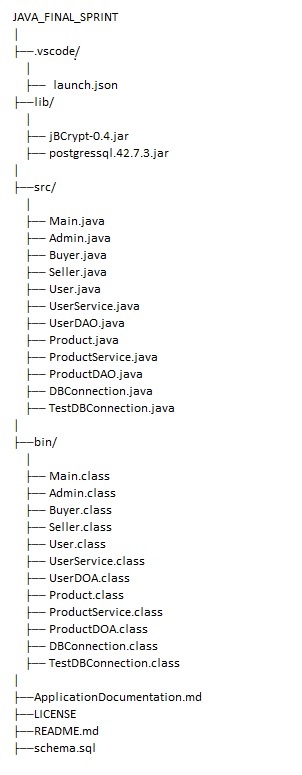 JAVA_FINAL_SPRINT
│
├──.vscode/
│
├── launch.json
├──lib/
│
├── jBCrypt-0.4.jar
├── postgressql.42.7.3.jar
│
├──src/
│
├── Main.java
├── Admin.java
├── Buyer.java
├── Seller.java
├── User.java
├── UserService.java
├── UserDAO.java
├── Product.java
├── ProductService.java
├── ProductDAO.java
├── DBConnection.java
├── TestDBConnection.java
│
├──bin/
│
├── Main.class
├── Admin.class
├── Buyer.class
├── Seller.class
├── User.class
├── UserService.class
├── UserDOA.class
├── Product.class
├── ProductService.class
├── ProductDOA.class
├── DBConnection.class
├── TestDBConnection.class
│
├──ApplicationDocumentation.md
├──LICENSE
├──README.md
├──schema.sql